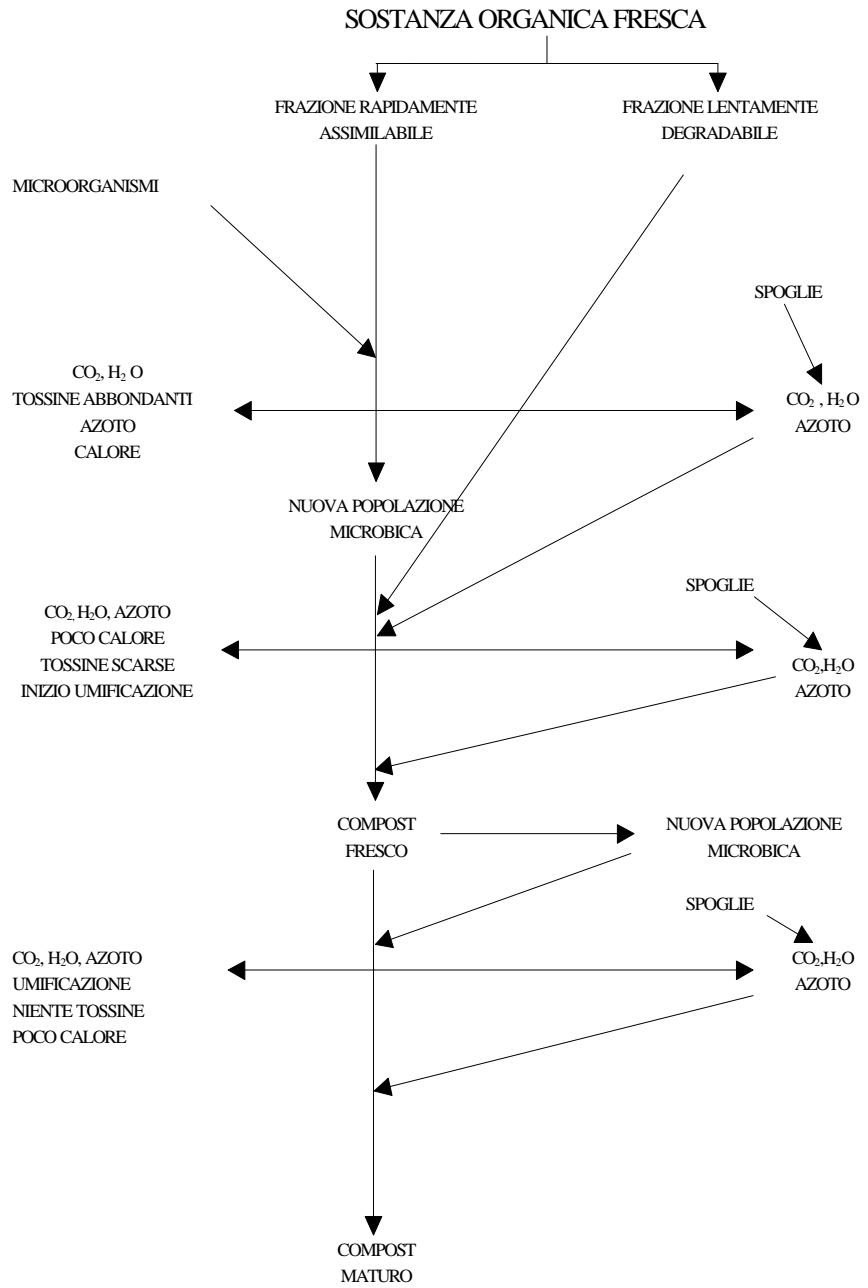 SOSTANZA ORGANICA FRESCA
FRAZIONE RAPIDAMENTE
ASSIMILABILE
FRAZIONE LENTAMENTE
DEGRADABILE
MICROORGANISMI
SPOGLIE
CO₂, H₂ O
TOSSINE ABBONDANTI
AZOTO
CALORE
CO₂ , H₂ O
AZOTO
NUOVA POPOLAZIONE
MICROBICA
SPOGLIE
CO₂, H₂O, AZOTO
POCO CALORE
TOSSINE SCARSE
INIZIO UMIFICAZIONE
CO₂,H₂O
AZOTO
COMPOST
FRESCO
NUOVA POPOLAZIONE
MICROBICA
SPOGLIE
CO₂, H₂O, AZOTO
UMIFICAZIONE
NIENTE TOSSINE
POCO CALORE
CO₂,H₂O
AZOTO
COMPOST
MATURO